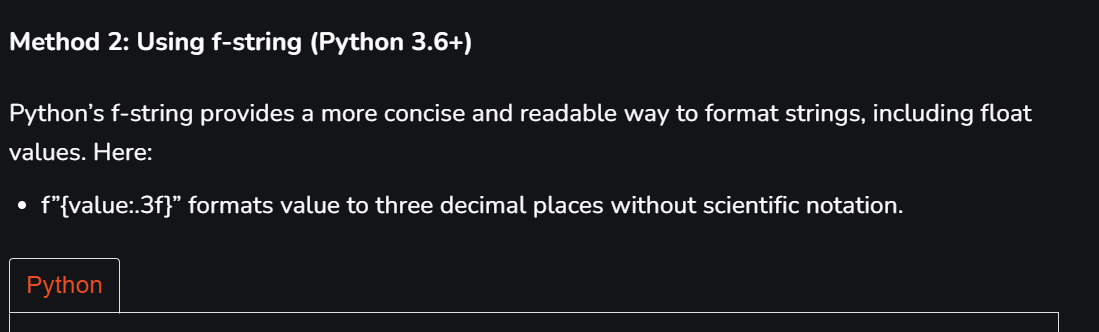 Method 2: Using f-string (Python 3.6+)
Python’s f-string provides a more concise and readable way to format strings, including float
values. Here:
• f”{value:.3f}” formats value to three decimal places without scientific notation.
Python